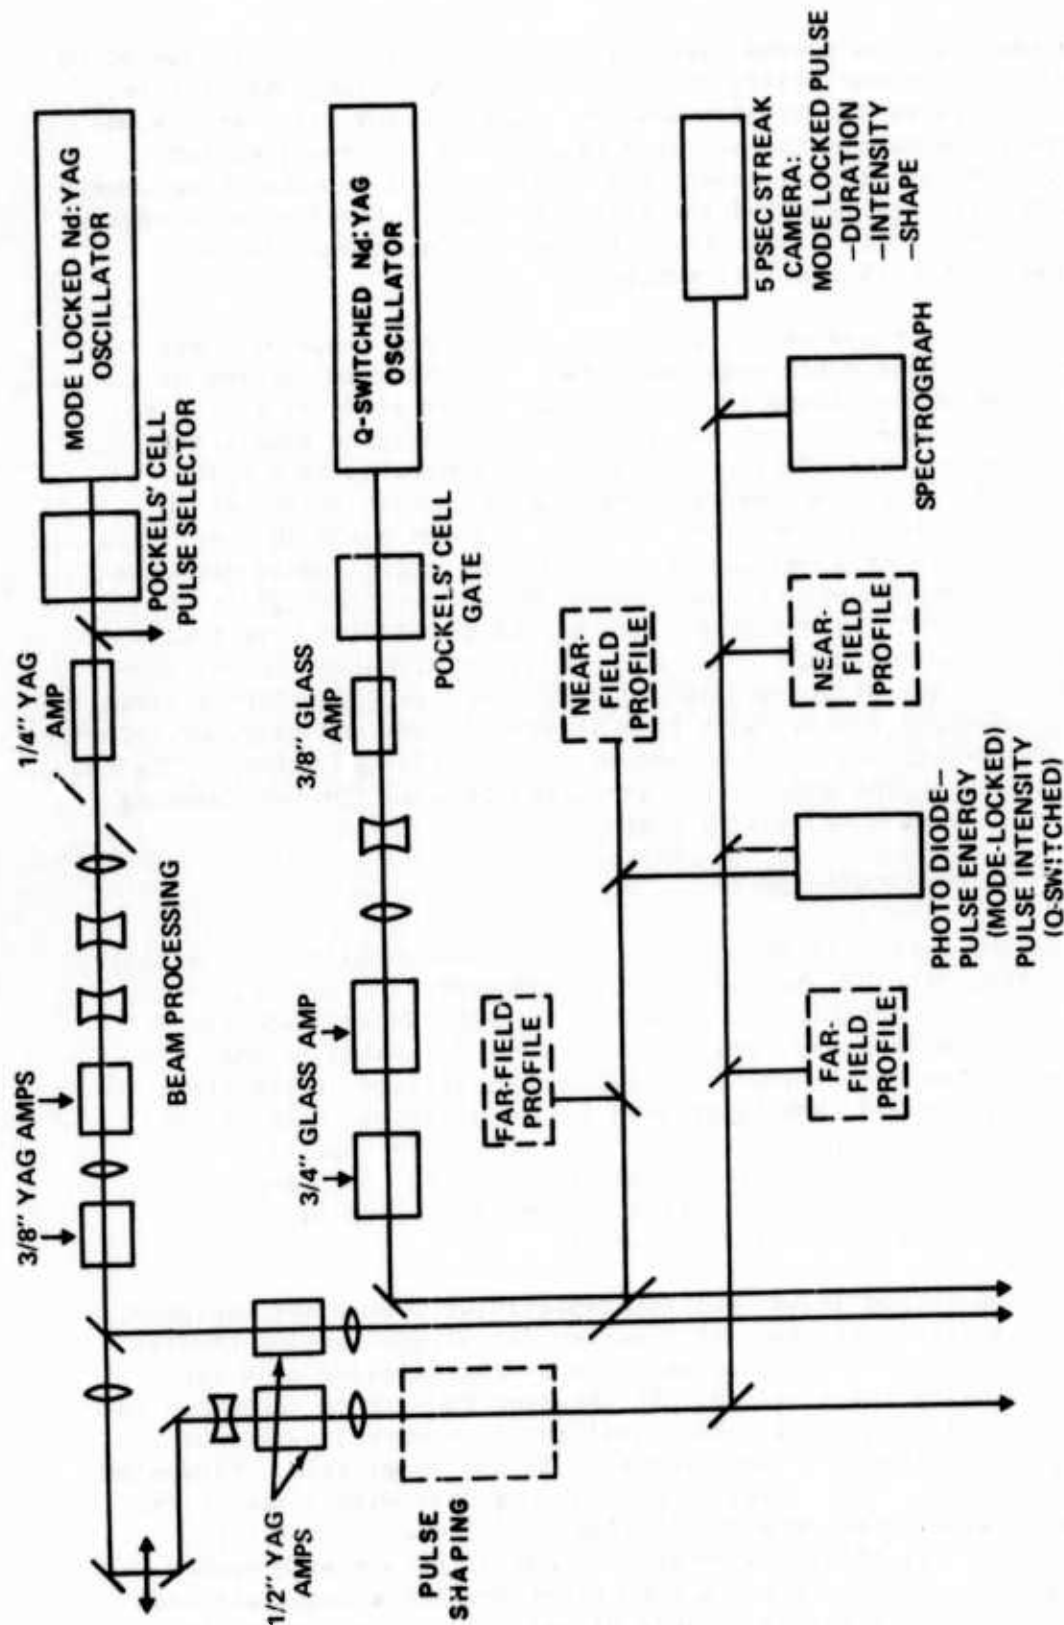 MODE LOCKED Nd:YAG
OSCILLATOR
POCKELS' CELL
PULSE SELECTOR
1/4" YAG
AMP
BEAM PROCESSING
3/8" YAG AMPS
Q-SWITCHED Nd:YAG
OSCILLATOR
POCKELS' CELL
GATE
3/8" GLASS
AMP
3/4" GLASS AMP
1/2" YAG
AMPS
PULSE
SHAPING
NEAR-
FIELD
PROFILE
FAR-FIELD
PROFILE
5 PSEC STREAK
CAMERA:
MODE LOCKED PULSE
-DURATION
-INTENSITY
-SHAPE
SPECTROGRAPH
NEAR-
FIELD
PROFILE
PHOTO DIODE-
PULSE ENERGY
(MODE-LOCKED)
PULSE INTENSITY
(Q-SWITCHED)
FAR-
FIELD
PROFILE